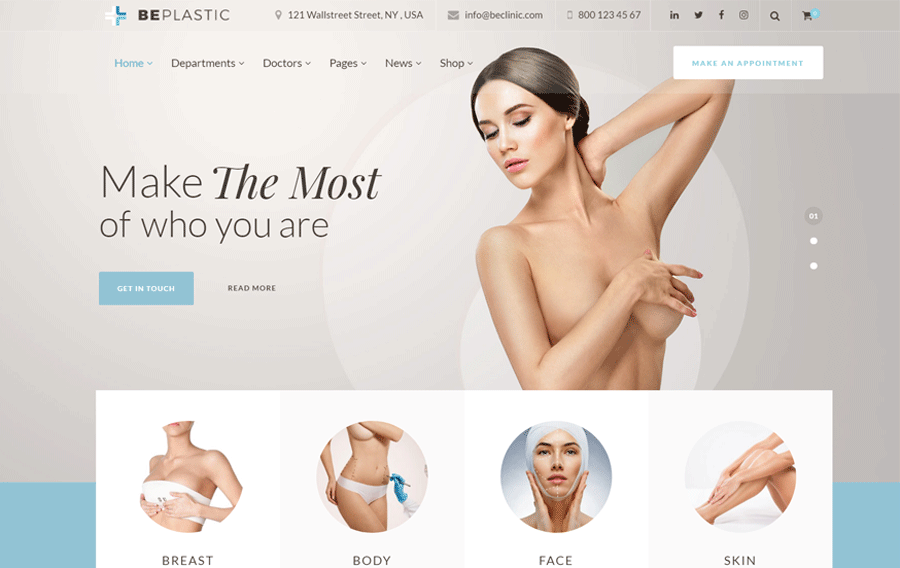 BEPLASTIC
121 Wallstreet Street, NY , USA
info@beclinic.com
800 123 45 67
0
Home Departments Doctors Pages News Shop
MAKE AN APPOINTMENT
Make The Most
of who you are
GET IN TOUCH
READ MORE
01
BREAST
BODY
FACE
SKIN